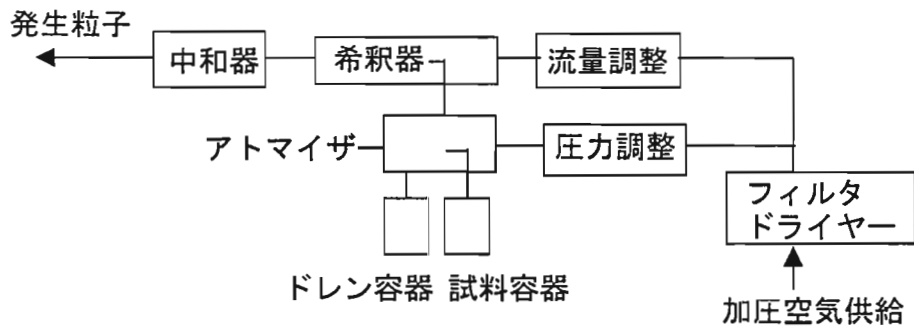 発生粒子
中和器
希釈器
流量調整
アトマイザ
圧力調整
フィルタ
ドライヤー
ドレン容器
試料容器
加圧空気供給